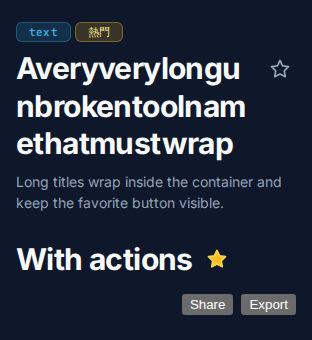 text 熱門
Averyverylongu
nbrokentoolnam
ethatmustwrap
Long titles wrap inside the container and
keep the favorite button visible.
With actions
Share Export